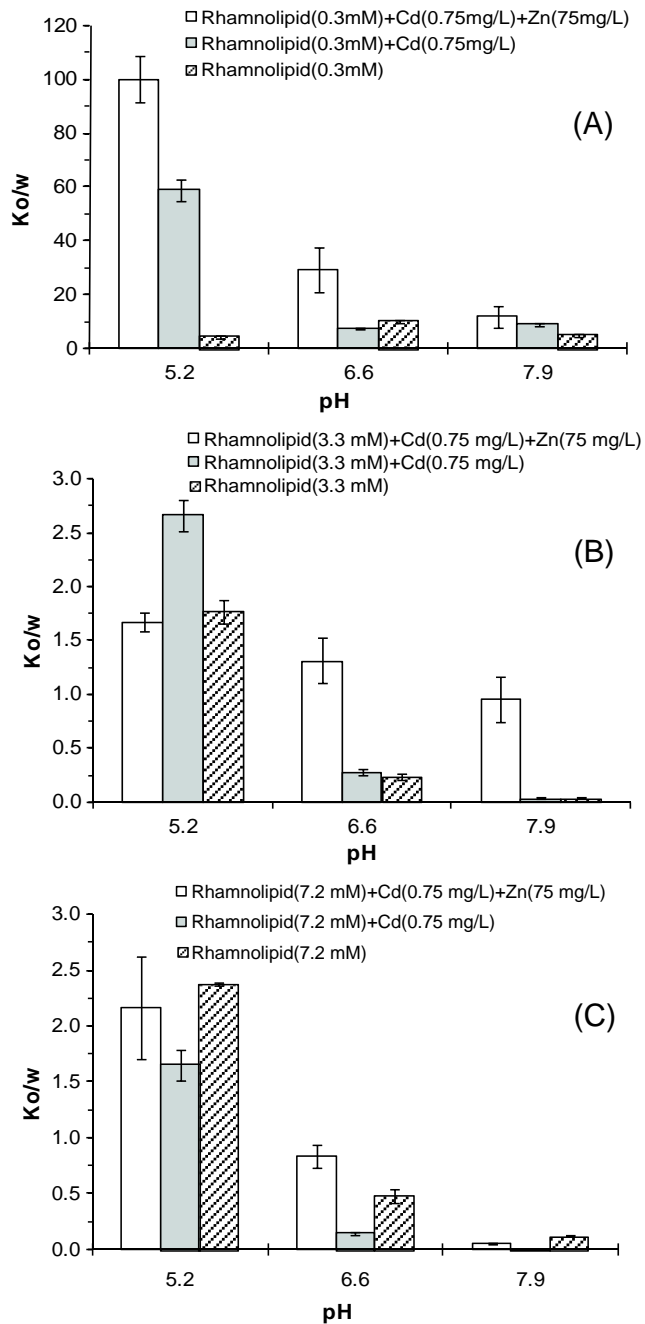 Rhamnolipid(0.3mM)+Cd(0.75mg/L)+Zn(75mg/L)
Rhamnolipid(0.3mM)+Cd(0.75mg/L)
Rhamnolipid(0.3mM)
(A)
120
100
80
60
40
20
0
Ko/w
5.2 6.6 7.9
pH
Rhamnolipid(3.3 mM)+Cd(0.75 mg/L)+Zn(75 mg/L)
Rhamnolipid(3.3 mM)+Cd(0.75 mg/L)
Rhamnolipid(3.3 mM)
(B)
3.0
2.5
2.0
1.5
1.0
0.5
0.0
Ko/w
5.2 6.6 7.9
pH
Rhamnolipid(7.2 mM)+Cd(0.75 mg/L)+Zn(75 mg/L)
Rhamnolipid(7.2 mM)+Cd(0.75 mg/L)
Rhamnolipid(7.2 mM)
(C)
3.0
2.5
2.0
1.5
1.0
0.5
0.0
Ko/w
5.2 6.6 7.9
pH